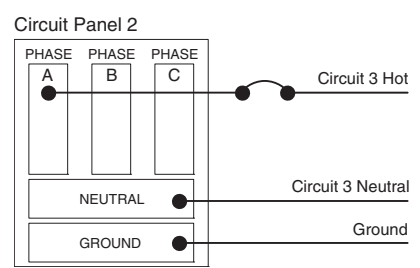 Circuit Panel 2
PHASE PHASE PHASE
A B C
Circuit 3 Hot
NEUTRAL
Circuit 3 Neutral
GROUND
Ground